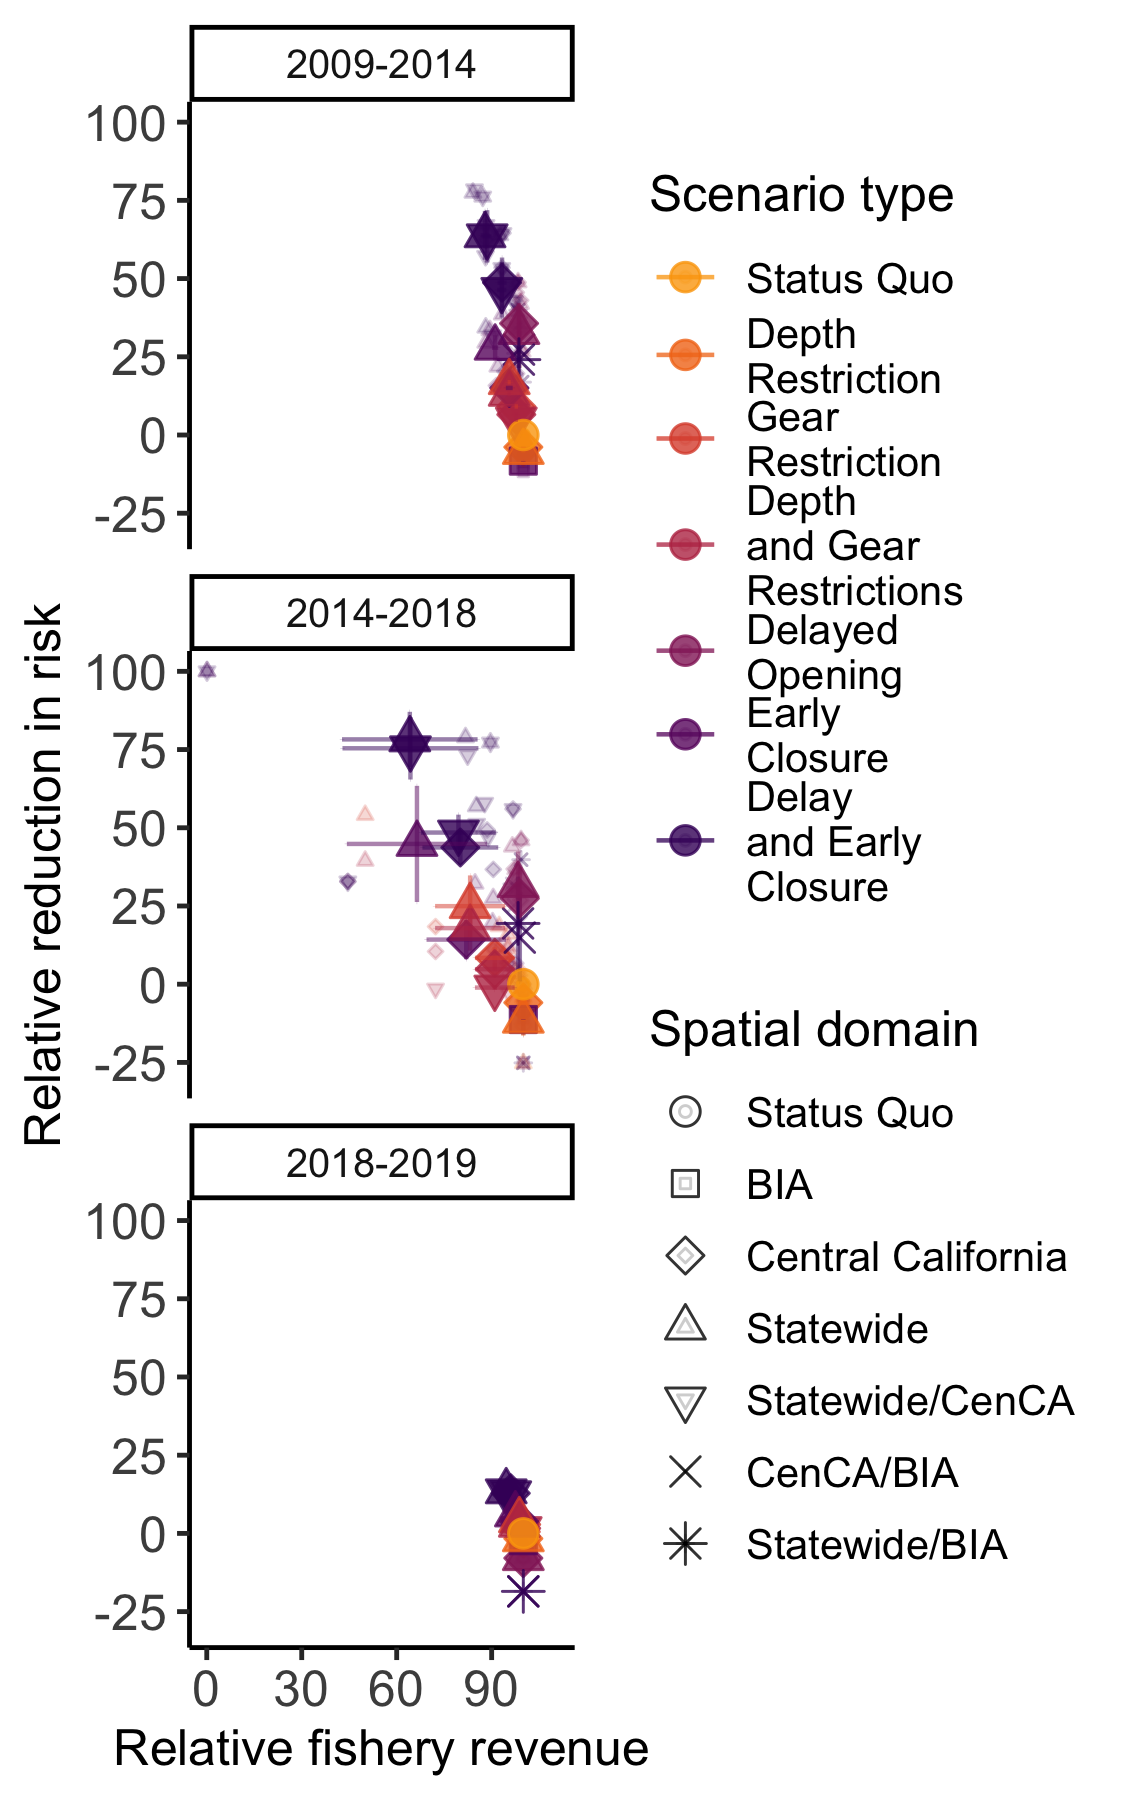 2009-2014
100
75
50
25
0
-25
2014-2018
100
75
50
25
0
-25
2018-2019
100
75
50
25
0
-25
0 30 60 90
Relative fishery revenue
Relative reduction in risk
Scenario type
Status Quo
Depth
Restriction
Gear
Restriction
Depth
and Gear
Restrictions
Delayed
Opening
Early
Closure
Delay
and Early
Closure
Spatial domain
Status Quo
BIA
Central California
Statewide
Statewide/CenCA
CenCA/BIA
Statewide/BIA